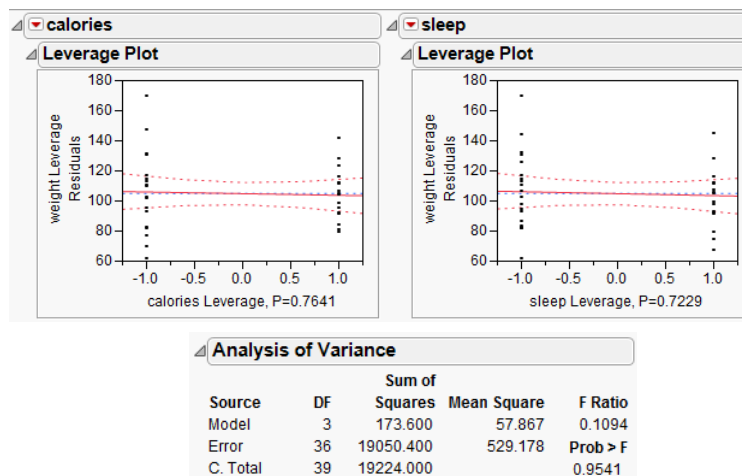 calories
Leverage Plot
180
160
140
120
100
80
60
weight Leverage
Residuals
-1.0 -0.5 0.0 0.5 1.0
calories Leverage, P=0.7641
sleep
Leverage Plot
180
160
140
120
100
80
60
weight Leverage
Residuals
-1.0 -0.5 0.0 0.5 1.0
sleep Leverage, P=0.7229
Analysis of Variance
Sum of
Source DF Squares Mean Square F Ratio
Model 3 173.600 57.867 0.1094
Error 36 19050.400 529.178 Prob > F
C. Total 39 19224.000 0.9541